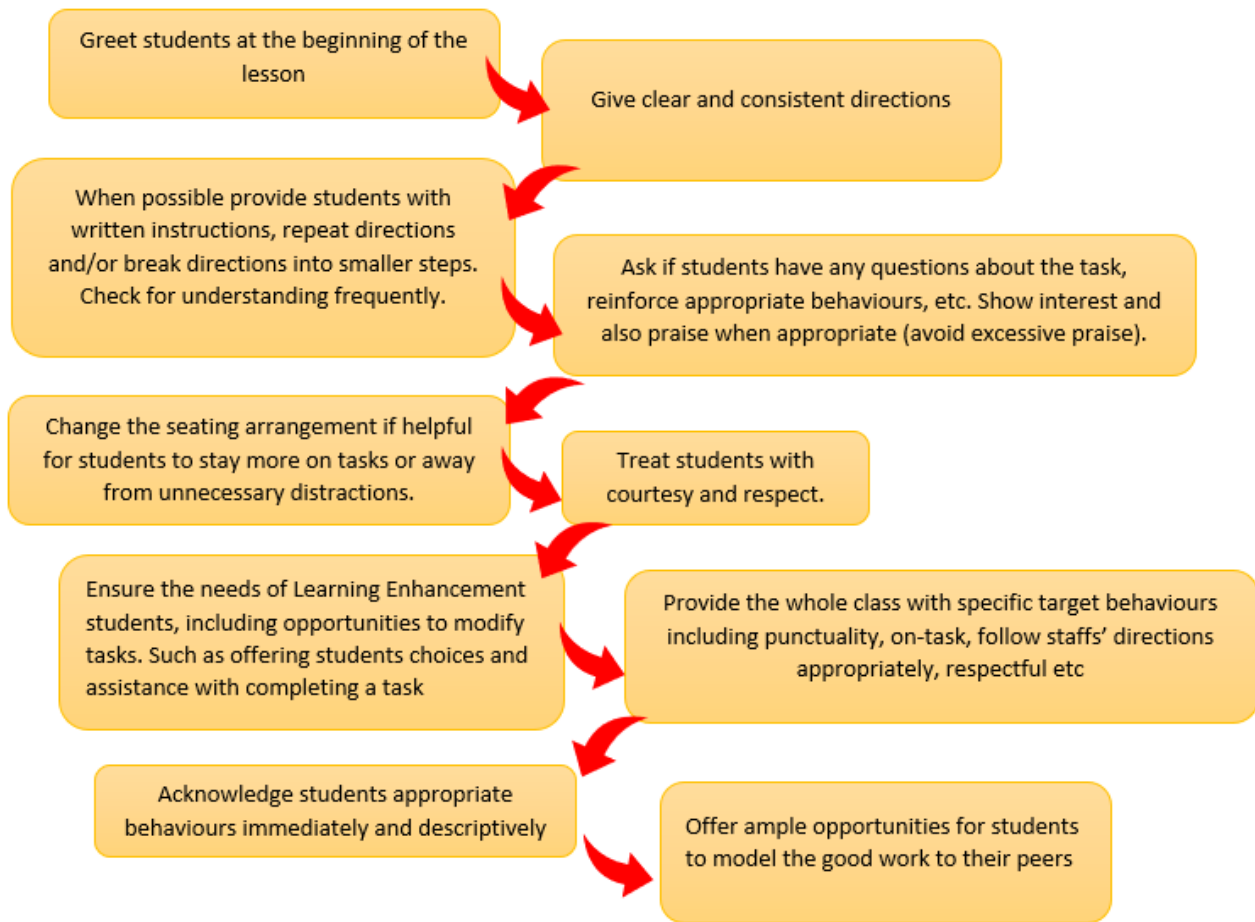 Greet students at the beginning of the
lesson
Give clear and consistent directions
When possible provide students with
written instructions, repeat directions
and/or break directions into smaller steps.
Check for understanding frequently.
Ask if students have any questions about the task,
reinforce appropriate behaviours, etc. Show interest and
also praise when appropriate (avoid excessive praise).
Change the seating arrangement if helpful
for students to stay more on tasks or away
from unnecessary distractions.
Treat students with
courtesy and respect.
Ensure the needs of Learning Enhancement
students, including opportunities to modify
tasks. Such as offering students choices and
assistance with completing a task
Provide the whole class with specific target behaviours
including punctuality, on-task, follow staffs’ directions
appropriately, respectful etc
Acknowledge students appropriate
behaviours immediately and descriptively
Offer ample opportunities for students
to model the good work to their peers